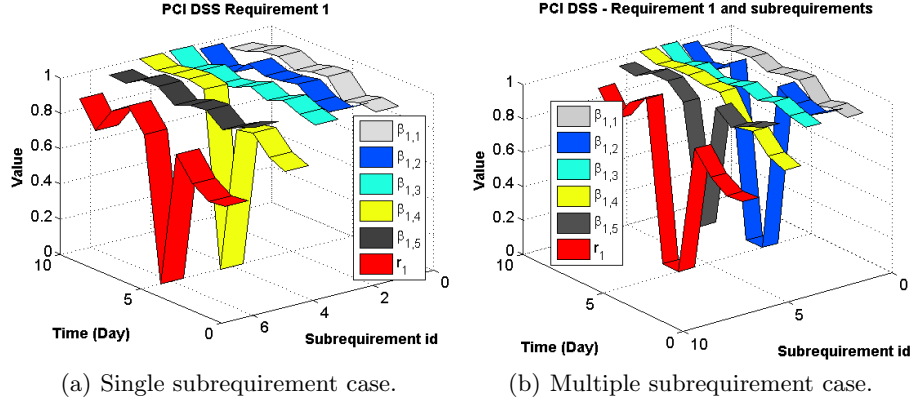 PCI DSS Requirement 1
1
0.8
0.6
0.4
0.2
0
Value
10
5
0
Time (Day)
6
4
2
0
Subrequirement id
β1,1
β1,2
β1,3
β1,4
β1,5
r1
(a) Single subrequirement case.
PCI DSS - Requirement 1 and subrequirements
1
0.8
0.6
0.4
0.2
0
Value
10
5
0
Time (Day)
10
5
0
Subrequirement id
β1,1
β1,2
β1,3
β1,4
β1,5
r1
(b) Multiple subrequirement case.